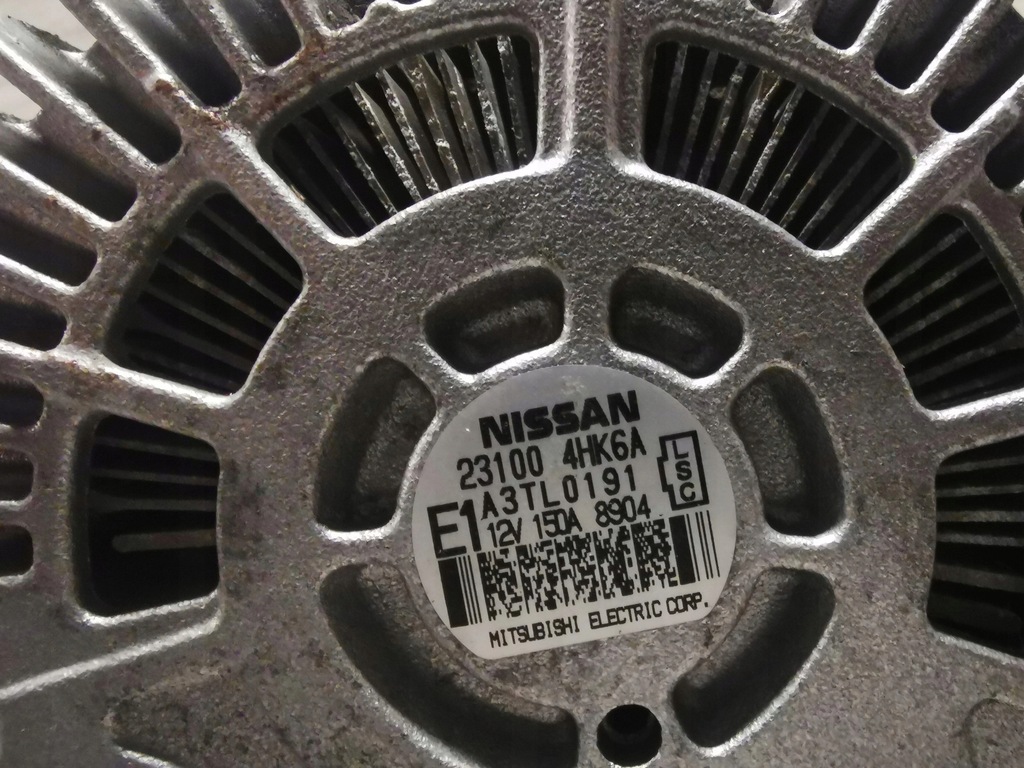 NISSAN
23100 4HK6A
E1 A3TL0191
LSC
12V 150A 8904
MITSUBISHI ELECTRIC CORP.